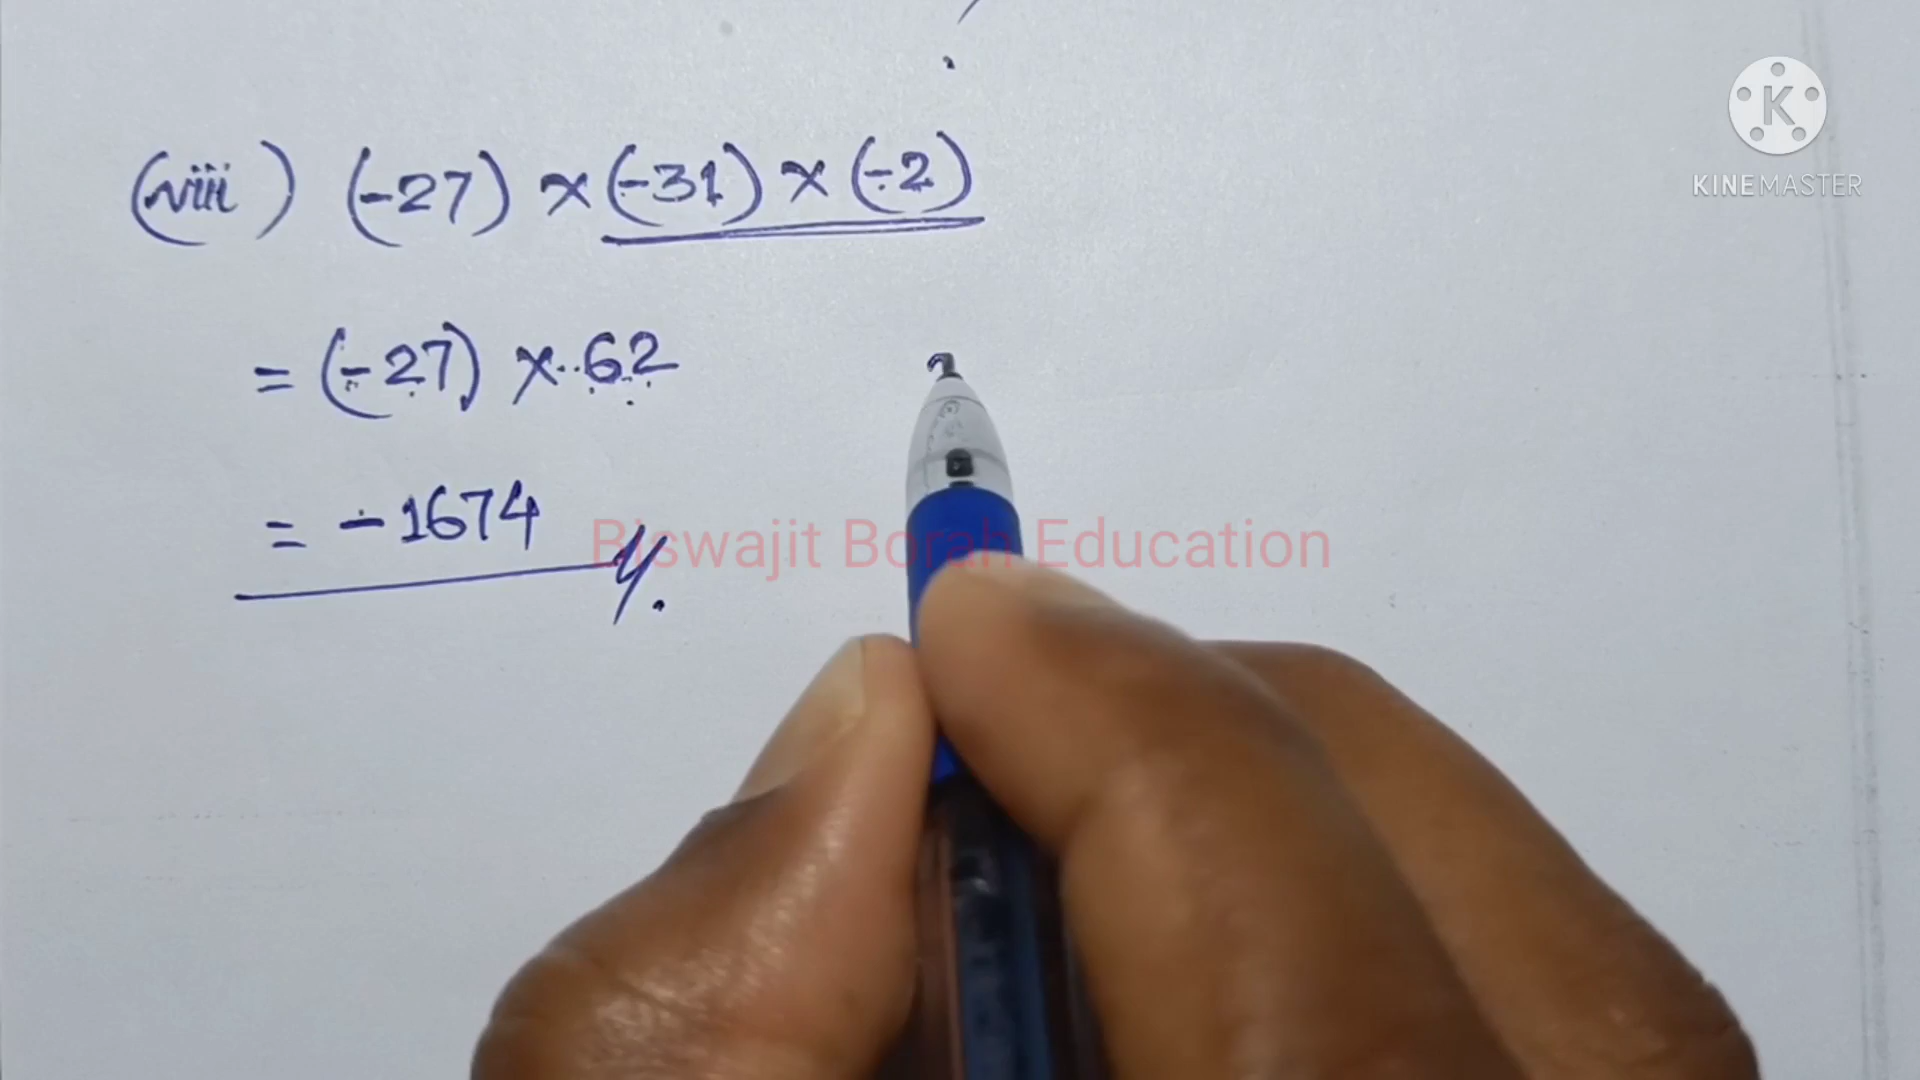 KINEMASTER
(viii) (-27) × (-31) × (-2)
= (-27) × 62
= -1674
Biswajit Borah Education